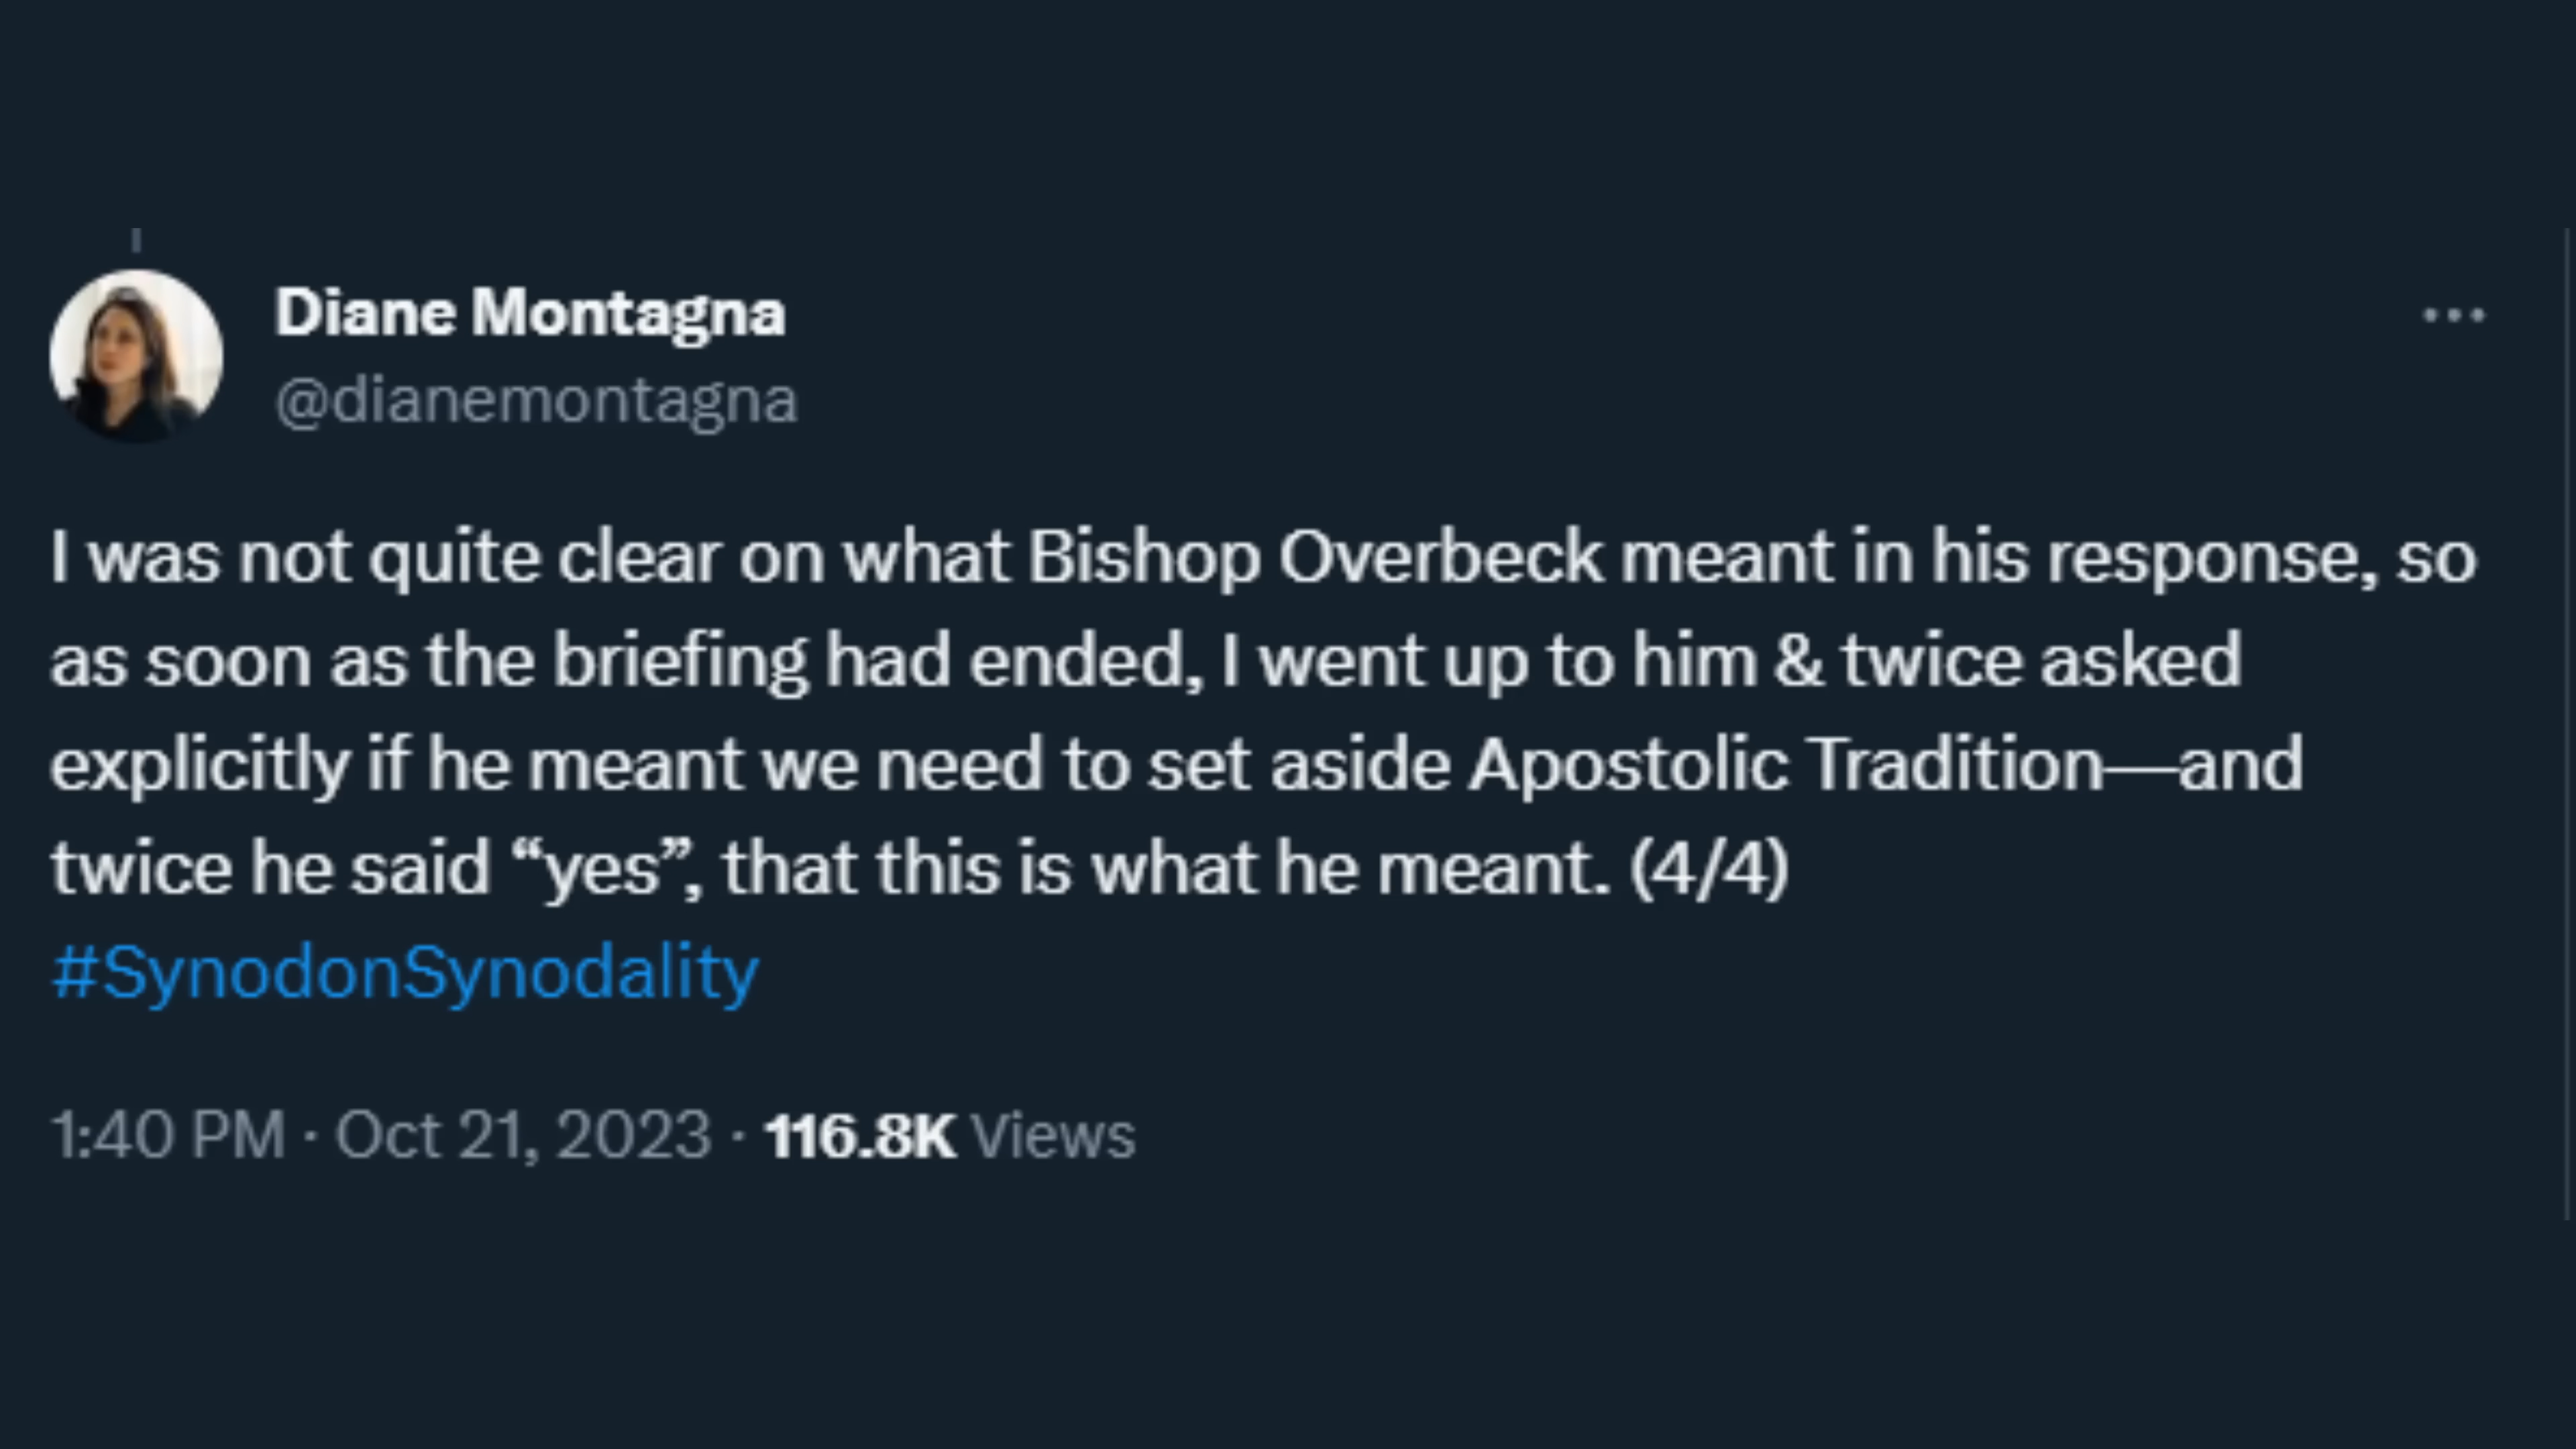 Diane Montagna
@dianemontagna
I was not quite clear on what Bishop Overbeck meant in his response, so
as soon as the briefing had ended, I went up to him & twice asked
explicitly if he meant we need to set aside Apostolic Tradition—and
twice he said “yes”, that this is what he meant. (4/4)
#SynodonSynodality
1:40 PM · Oct 21, 2023 · 116.8K Views